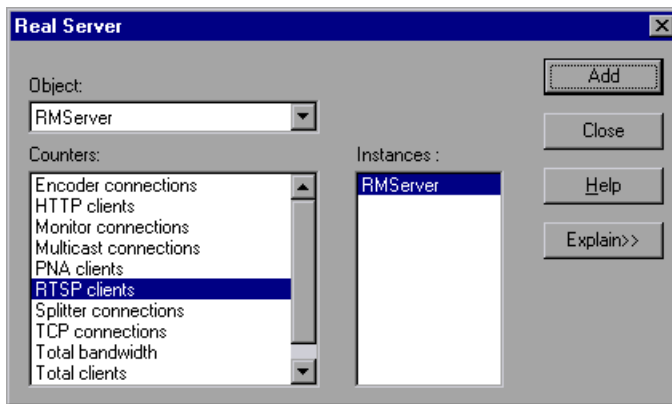 Real Server
Object:
RMServer
Counters:
Encoder connections
HTTP clients
Monitor connections
Multicast connections
PNA clients
RTSP clients
Splitter connections
TCP connections
Total bandwidth
Total clients
Instances :
RMServer
Add
Close
Help
Explain>>